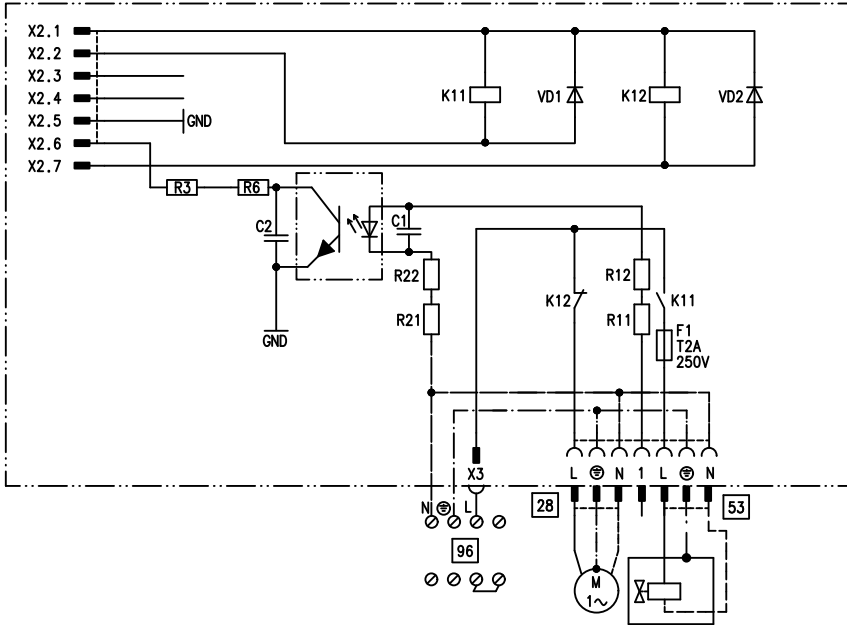 X2.1
X2.2
X2.3
X2.4
X2.5 GND
X2.6
X2.7
K11 VD1 K12 VD2
R3 R6
C2 C1
R22 R12
K12 K11
R21 R11
F1
T2A
250V
GND
X3 L N 1 L N
N L 28 53
96
M
1~